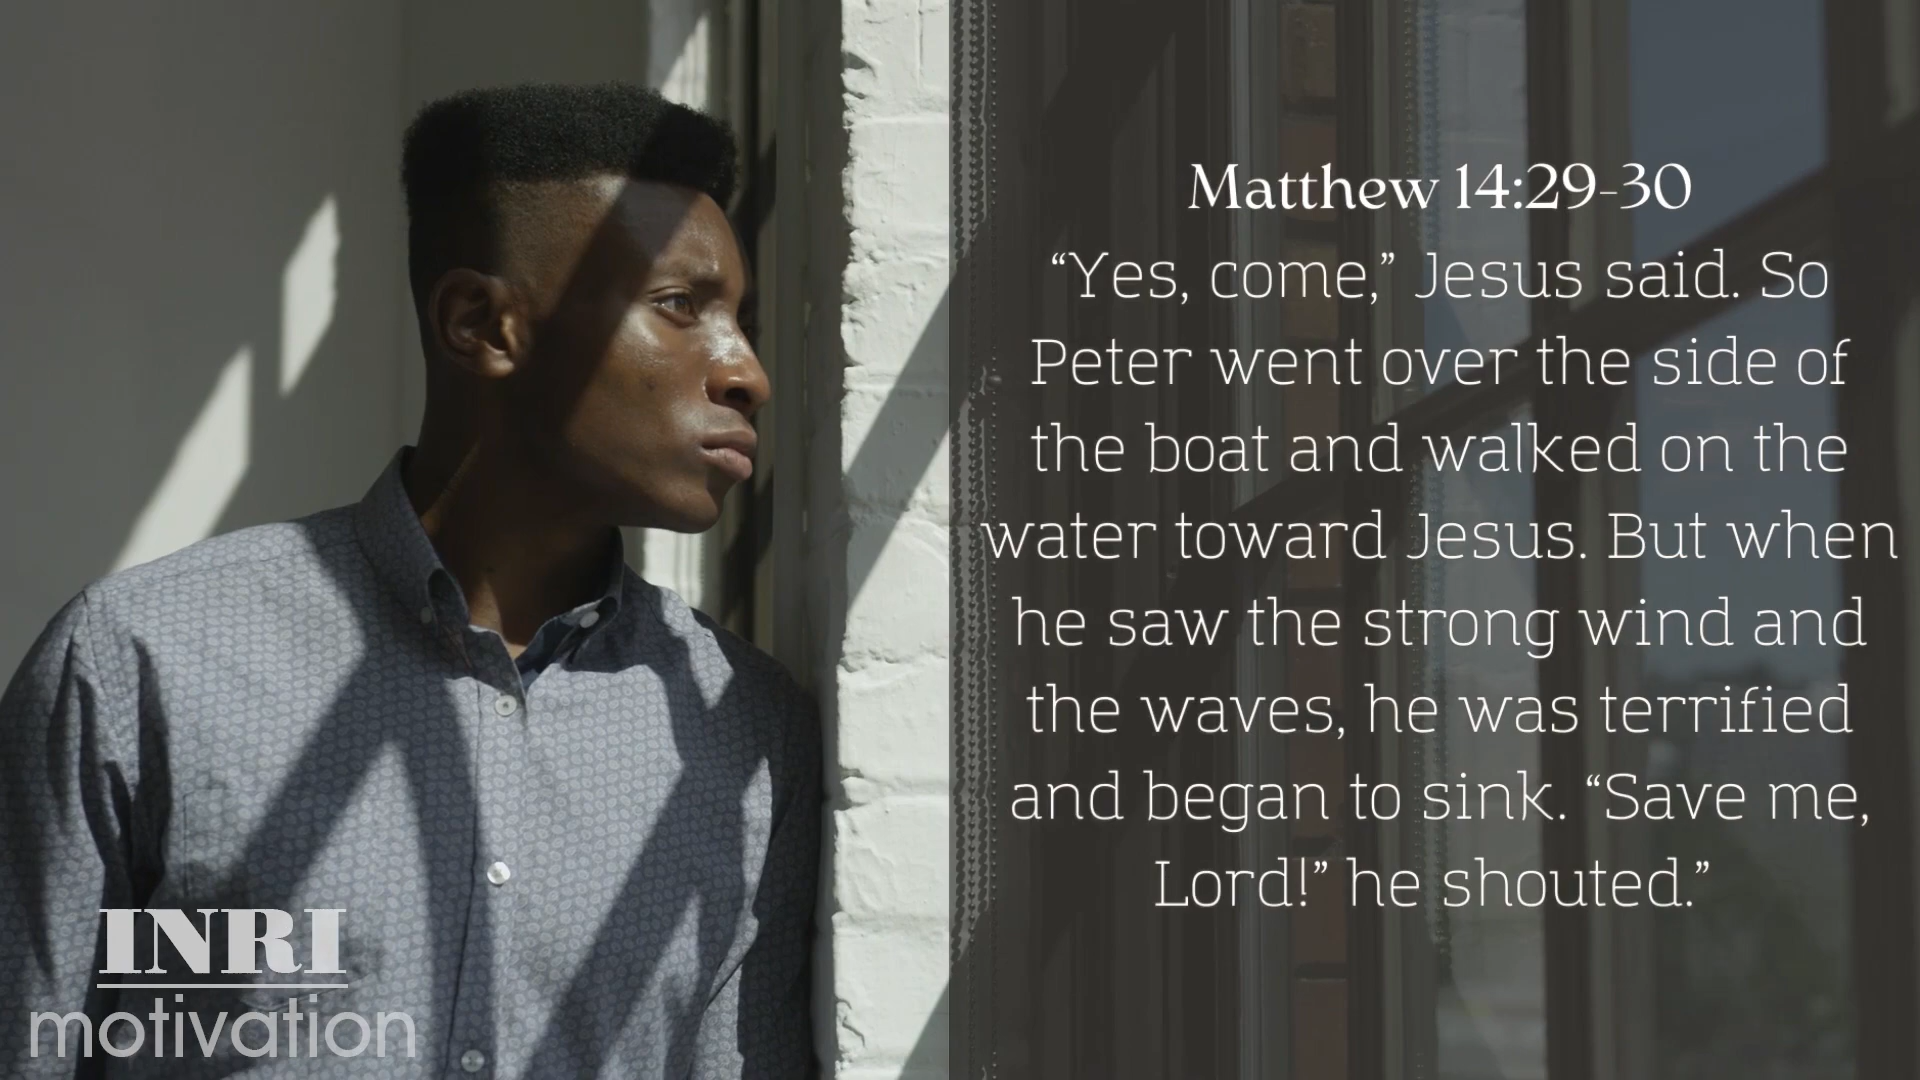 Matthew 14:29-30
“Yes, come,” Jesus said. So
Peter went over the side of
the boat and walked on the
water toward Jesus. But when
he saw the strong wind and
the waves, he was terrified
and began to sink. “Save me,
Lord!” he shouted.”
INRI
motivation